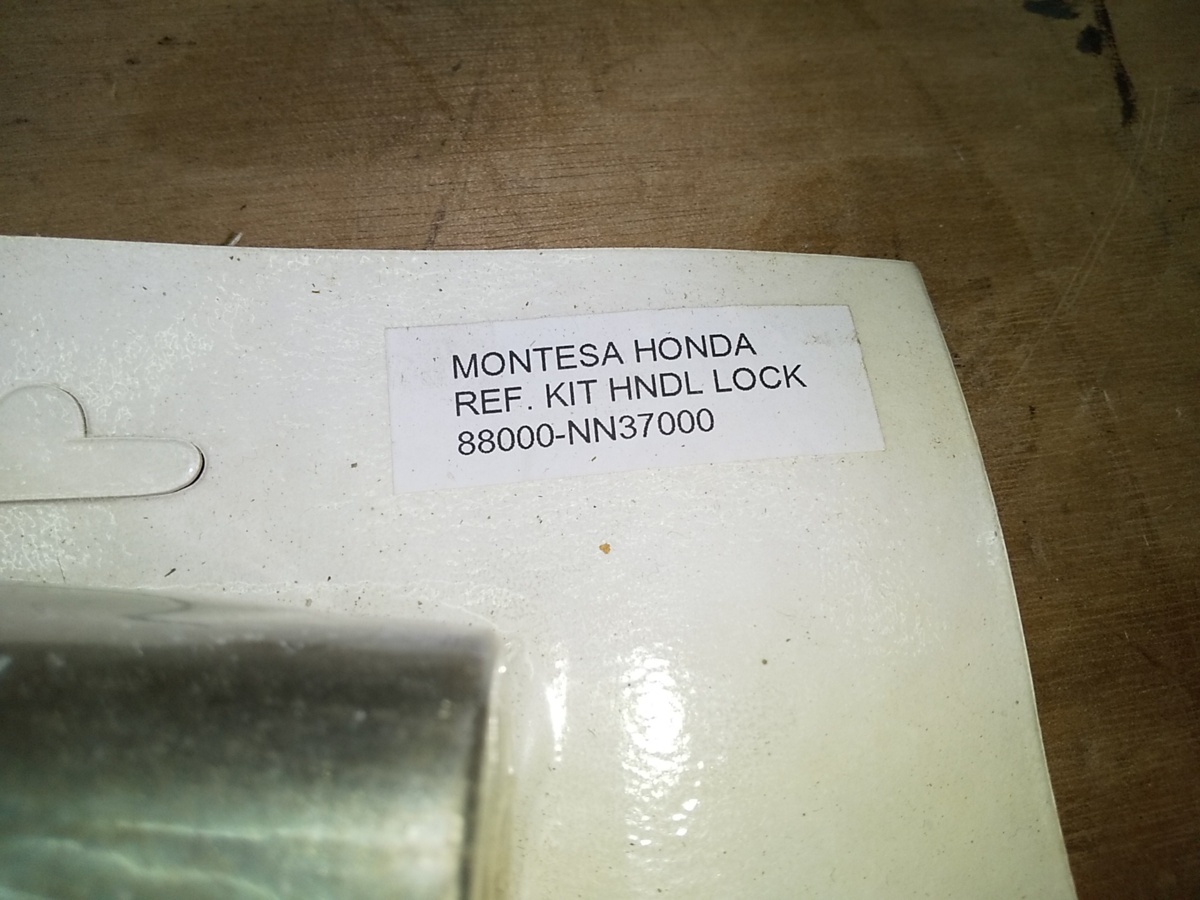 MONTESA HONDA
REF. KIT HNDL LOCK
88000-NN37000